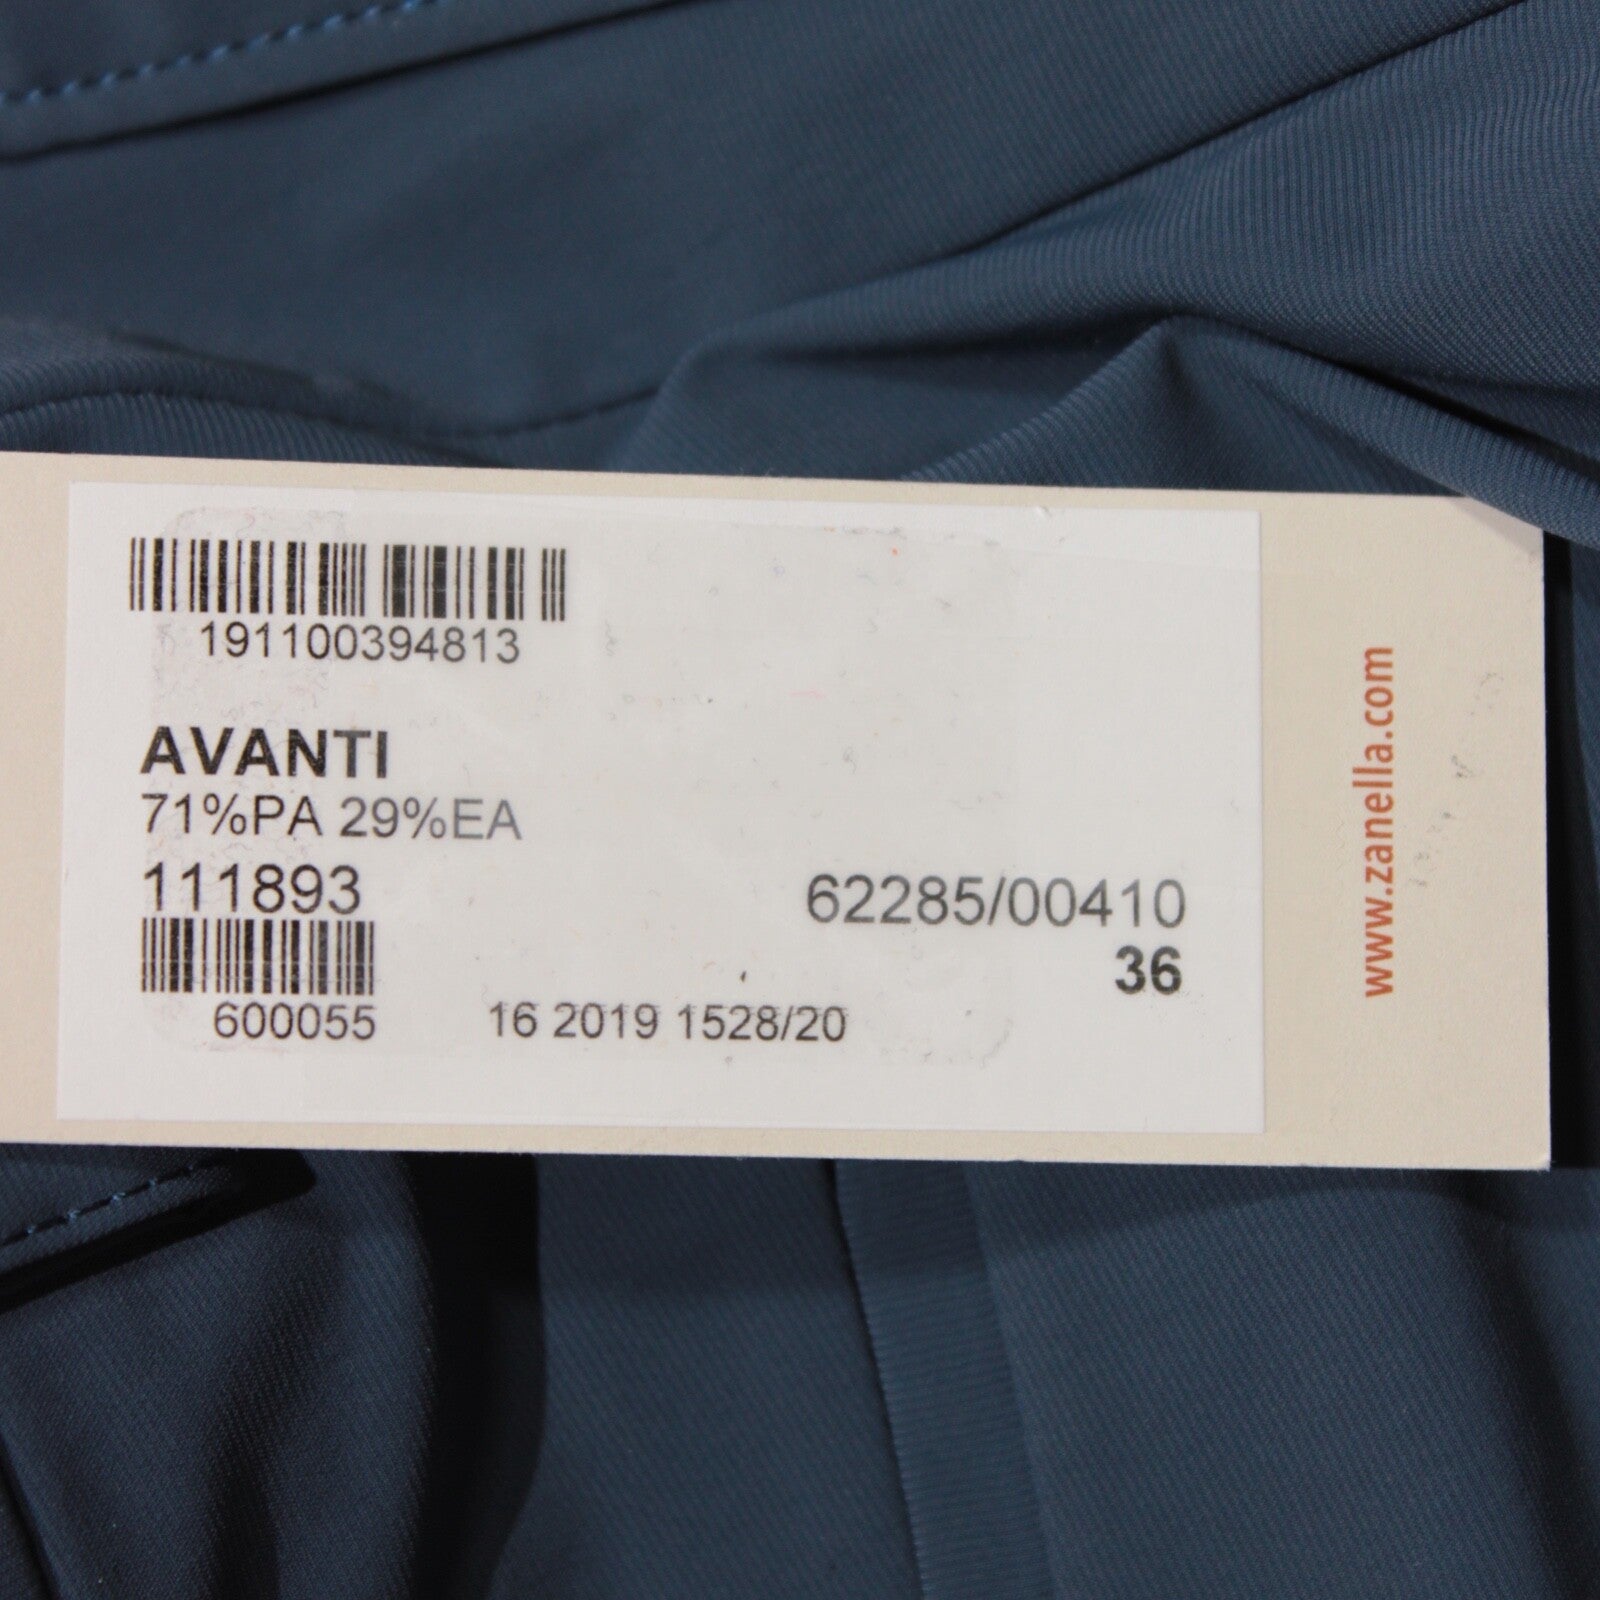 191100394813
AVANTI
71%PA 29%EA
111893
62285/00410
36
600055
16 2019 1528/20
www.zanella.com